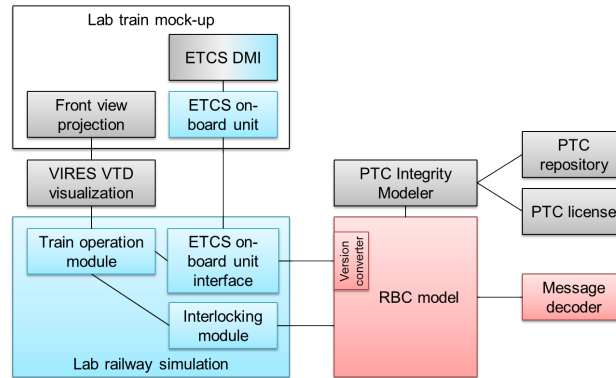 Lab train mock-up
ETCS DMI
Front view
projection
ETCS on-
board unit
VIRES VTD
visualization
PTC Integrity
Modeler
PTC
repository
PTC license
Train operation
module
ETCS on-
board unit
interface
Version
converter
RBC model
Message
decoder
Interlocking
module
Lab railway simulation